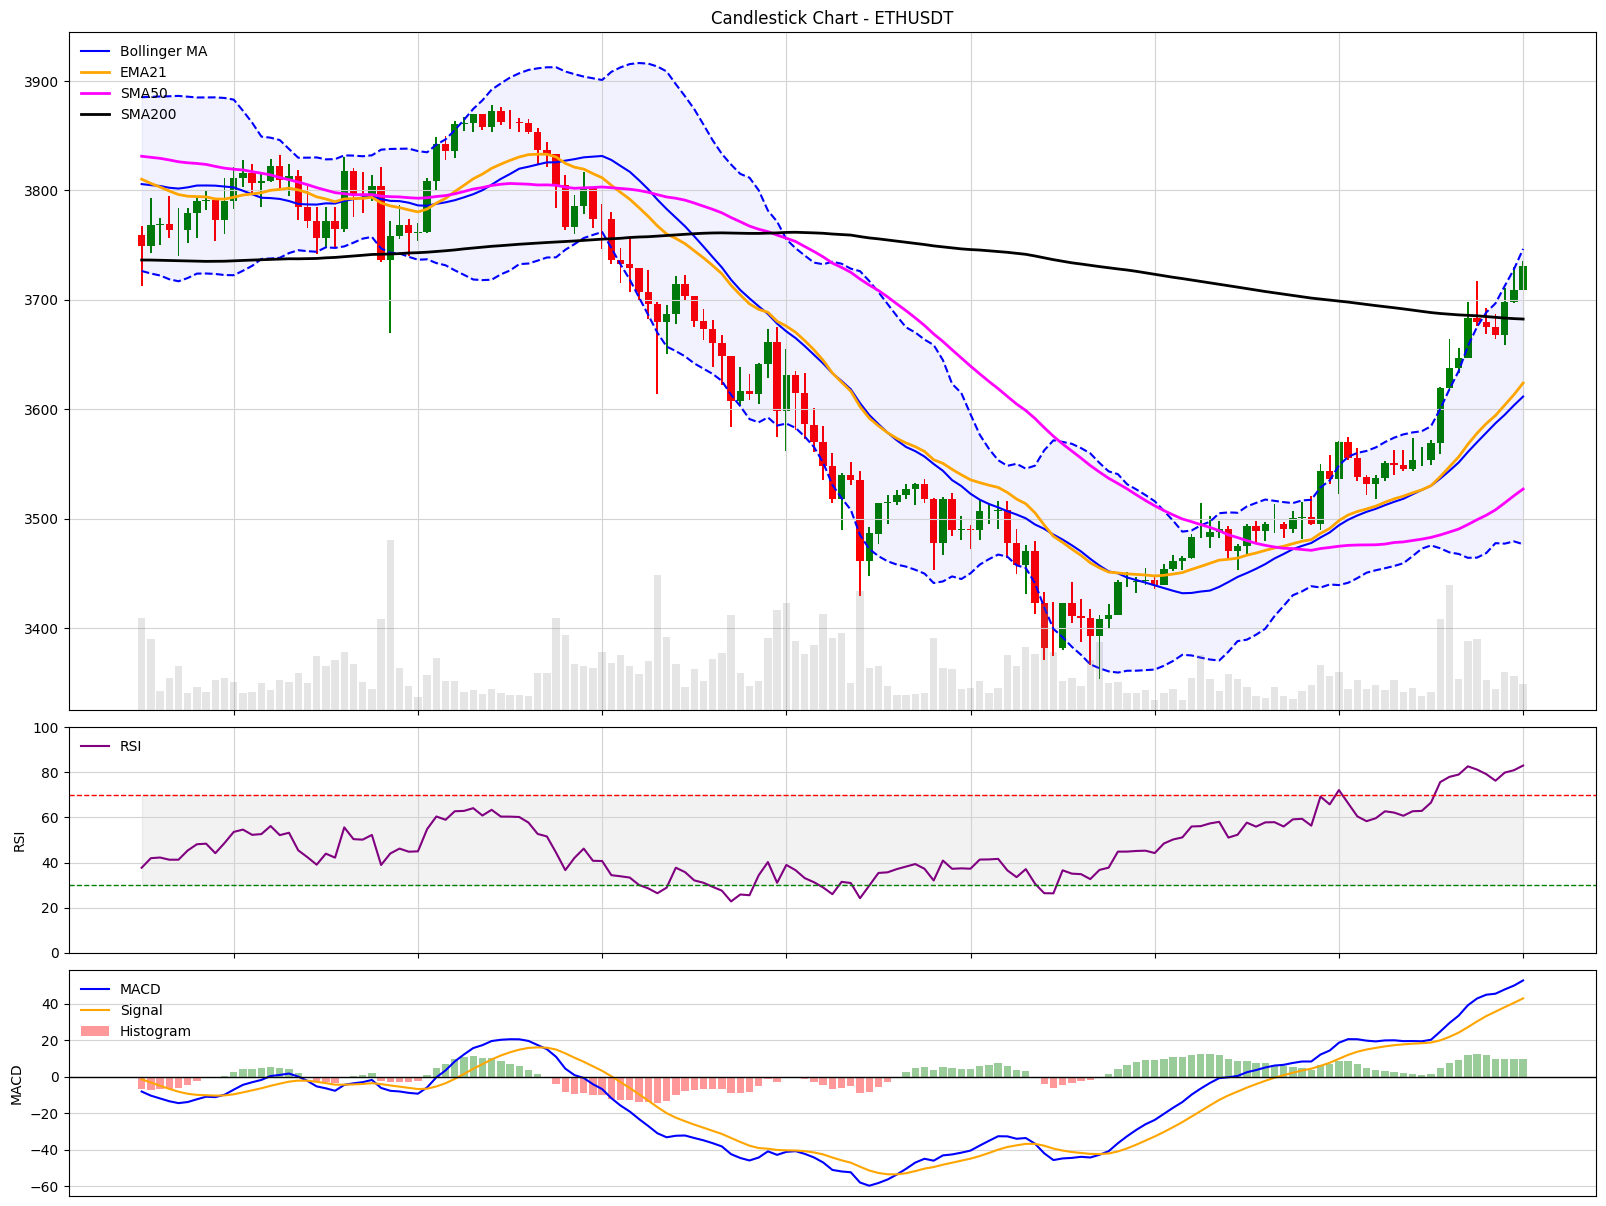 Candlestick Chart - ETHUSDT
Bollinger MA
EMA21
SMA50
SMA200
3900
3800
3700
3600
3500
3400
100
80
60
40
20
0
RSI
RSI
40
20
0
−20
−40
−60
MACD
MACD
Signal
Histogram